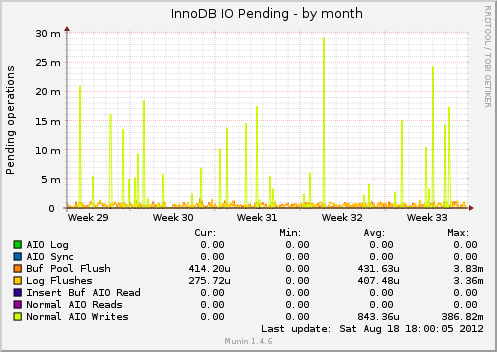 InnoDB IO Pending - by month
RRDTOOL / TOBI OETIKER
Pending operations
30 m
25 m
20 m
15 m
10 m
5 m
0
Week 29 Week 30 Week 31 Week 32 Week 33
Cur: Min: Avg: Max:
AIO Log 0.00 0.00 0.00 0.00
AIO Sync 0.00 0.00 0.00 0.00
Buf Pool Flush 414.20u 0.00 431.63u 3.83m
Log Flushes 275.72u 0.00 407.48u 3.36m
Insert Buf AIO Read 0.00 0.00 0.00 0.00
Normal AIO Reads 0.00 0.00 0.00 0.00
Normal AIO Writes 0.00 0.00 843.36u 386.82m
Last update: Sat Aug 18 18:00:05 2012
Munin 1.4.6